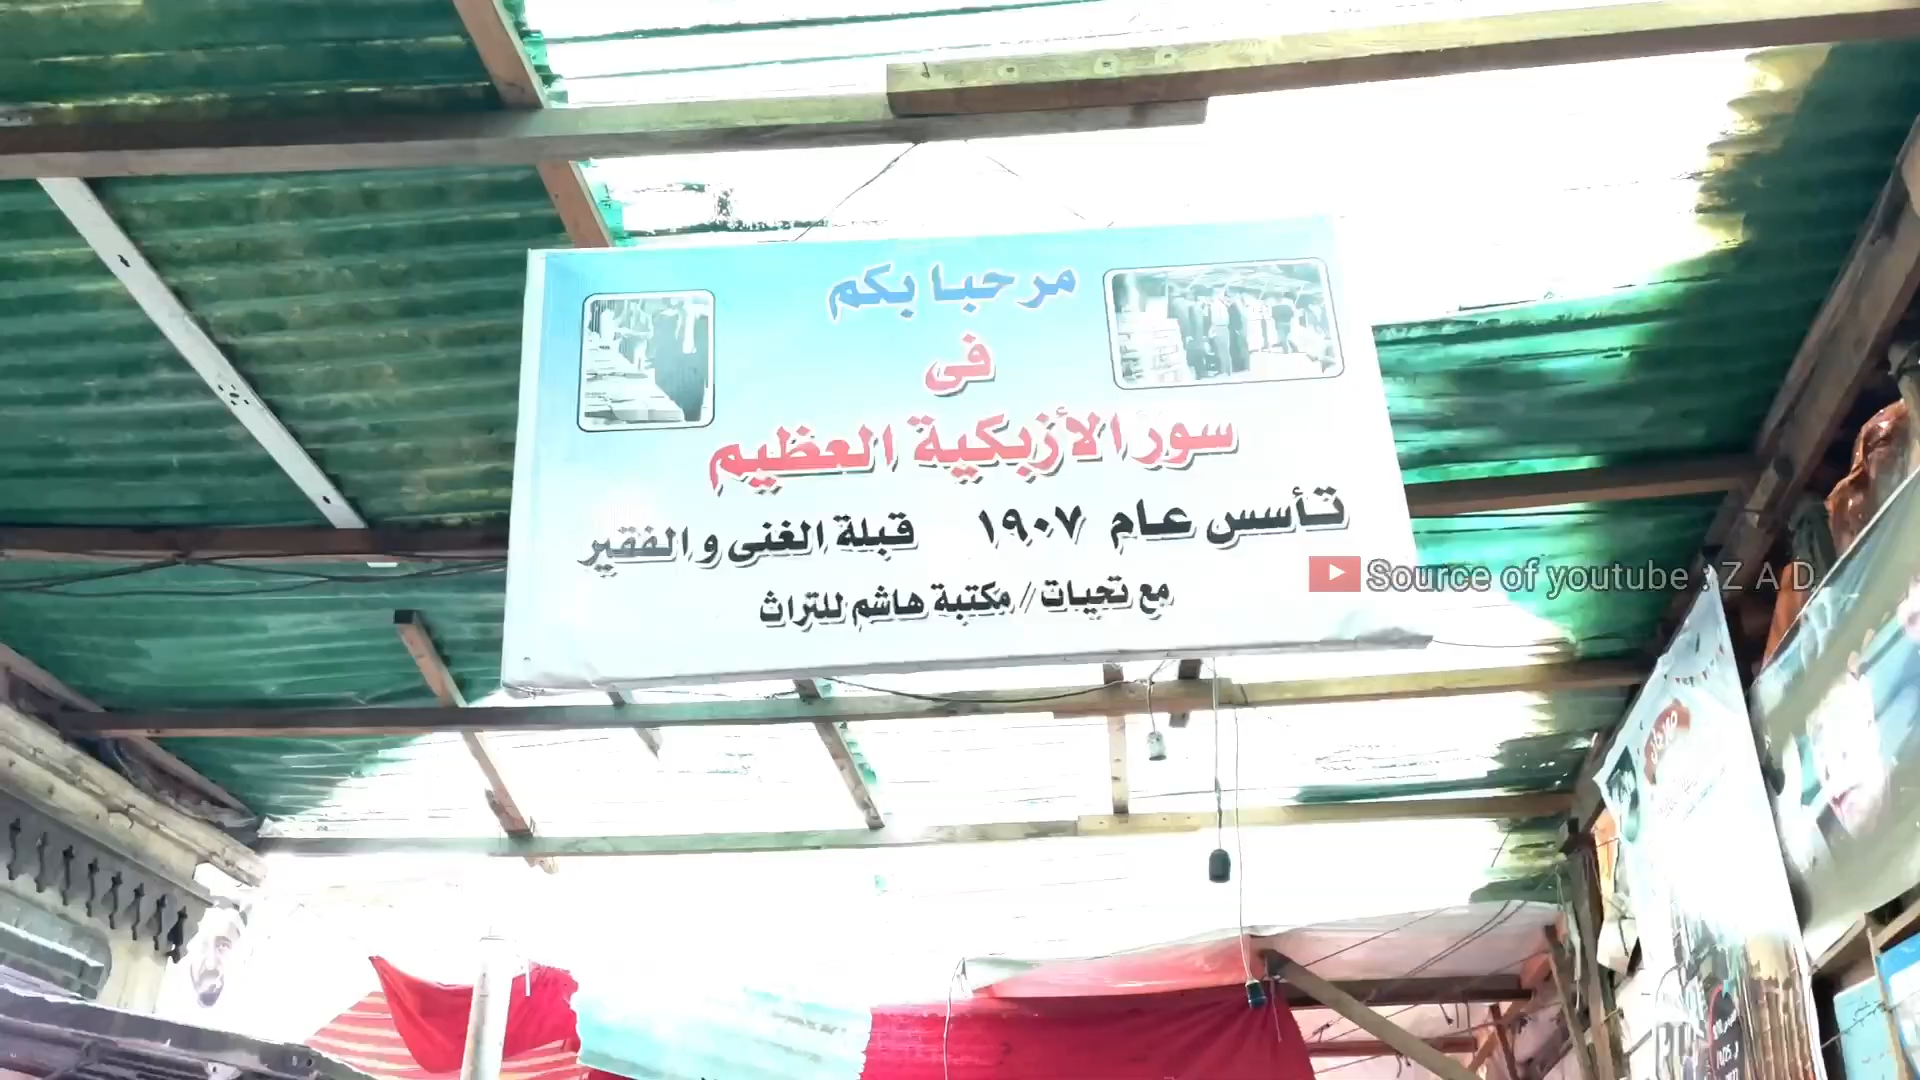 مرحبا بكم
فى
سور الأزبكية العظيم
تأسس عام ١٩٠٧ قبلة الغنى والفقير
مع تحيات / مكتبة هاشم للتراث
Source of youtube : Z A D